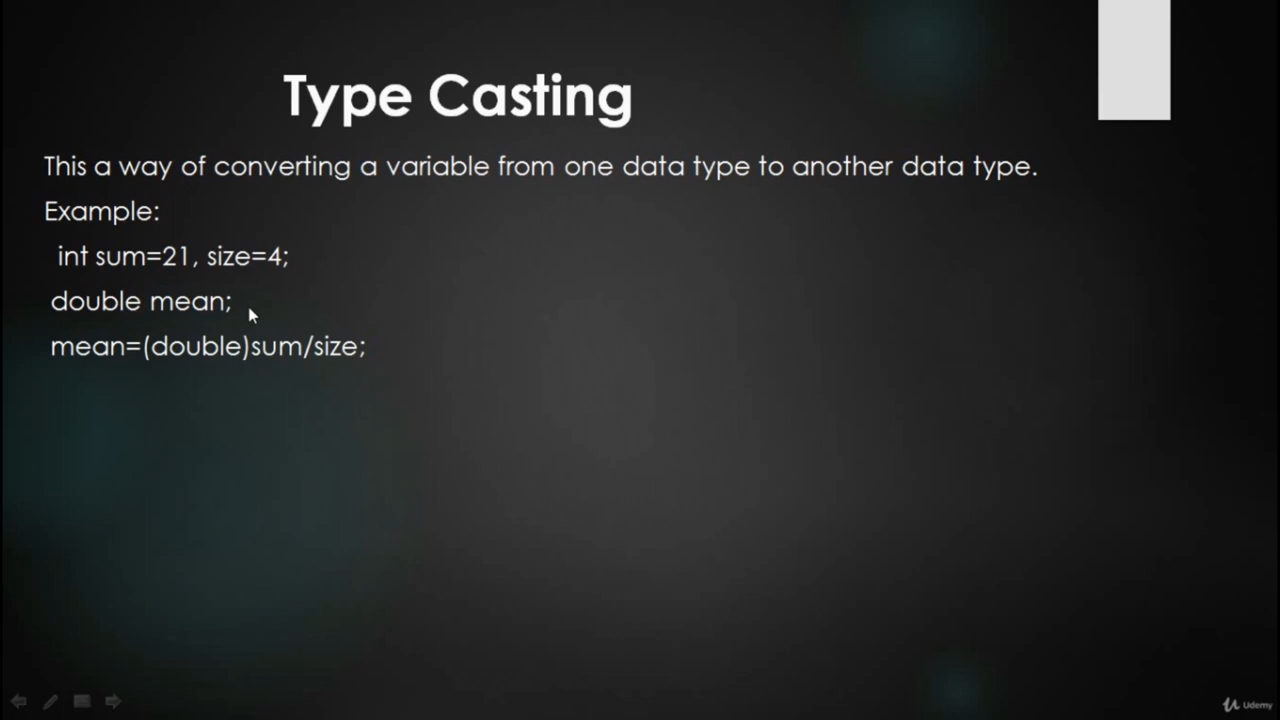 Type Casting
This a way of converting a variable from one data type to another data type.
Example:
int sum=21, size=4;
double mean;
mean=(double)sum/size;
Udemy